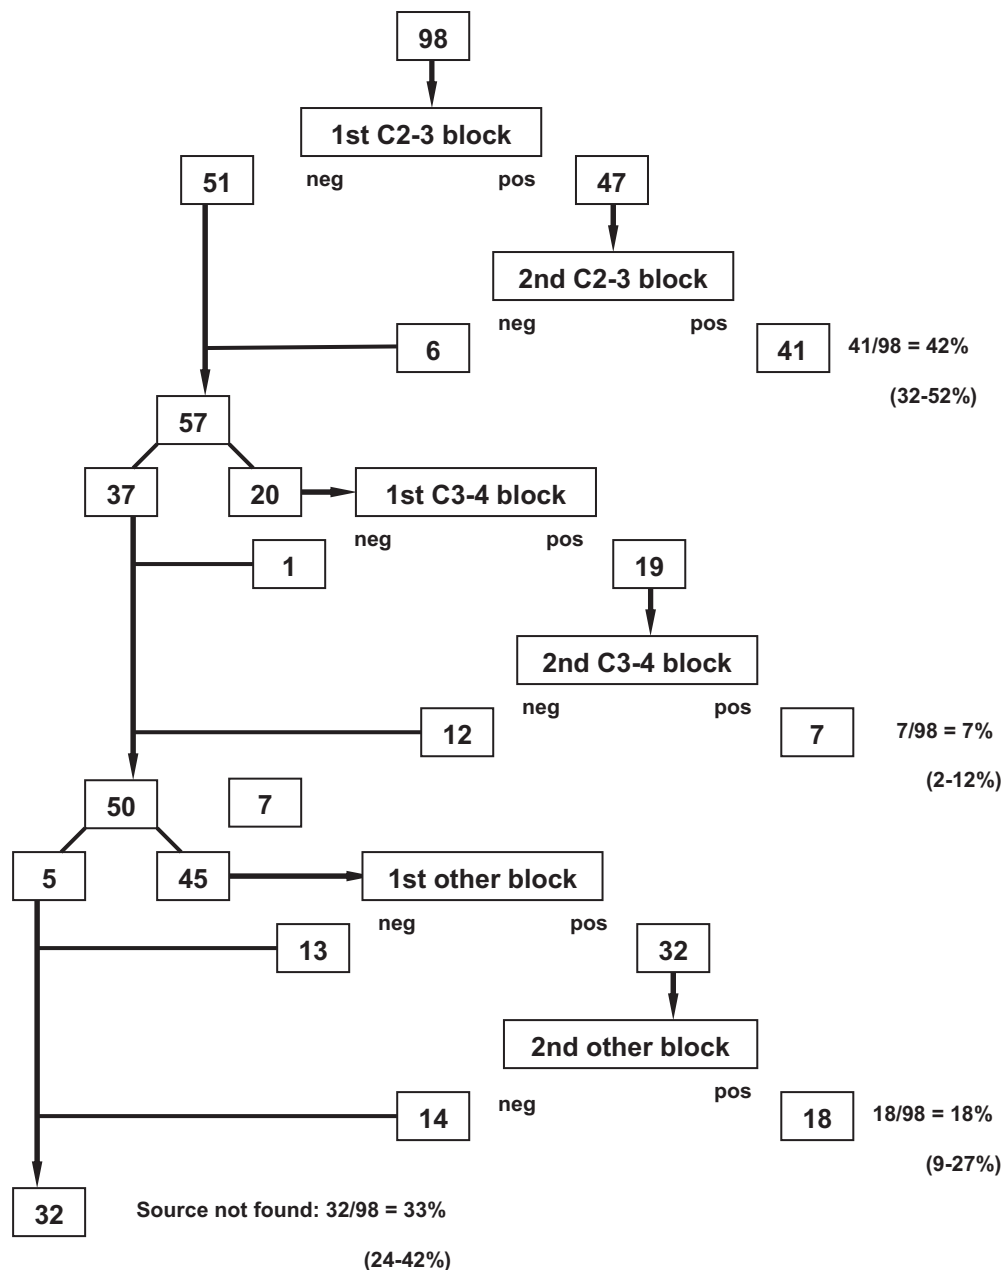 98
1st C2-3 block
51
neg
pos
47
2nd C2-3 block
neg
pos
6
41
41/98 = 42%
(32-52%)
57
37
20
1st C3-4 block
neg
pos
1
19
2nd C3-4 block
neg
pos
12
7
7/98 = 7%
(2-12%)
50
7
5
45
1st other block
neg
pos
13
32
2nd other block
neg
pos
14
18
18/98 = 18%
(9-27%)
32
Source not found: 32/98 = 33%
(24-42%)